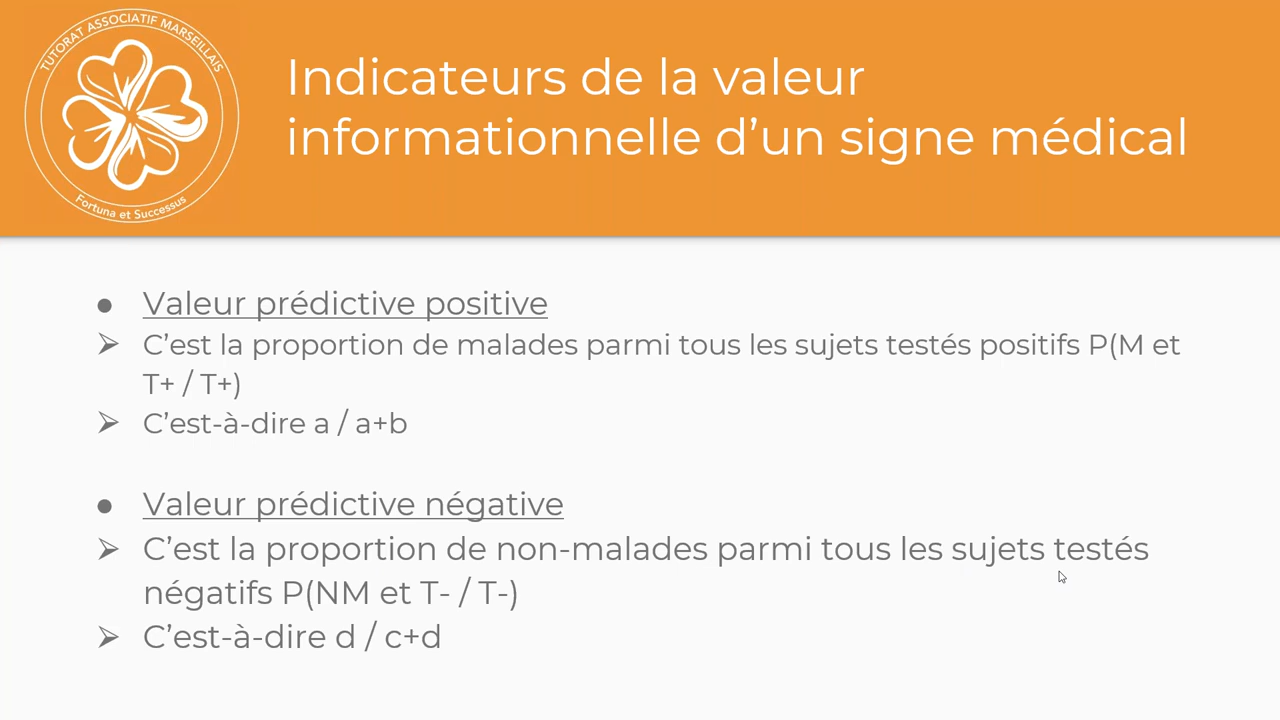 TUTORAT ASSOCIATIF MARSEILLAIS
Fortuna et Successus
Indicateurs de la valeur
informationnelle d’un signe médical
● Valeur prédictive positive
➢ C’est la proportion de malades parmi tous les sujets testés positifs P(M et
T+ / T+)
➢ C’est-à-dire a / a+b
● Valeur prédictive négative
➢ C’est la proportion de non-malades parmi tous les sujets testés
négatifs P(NM et T- / T-)
➢ C’est-à-dire d / c+d